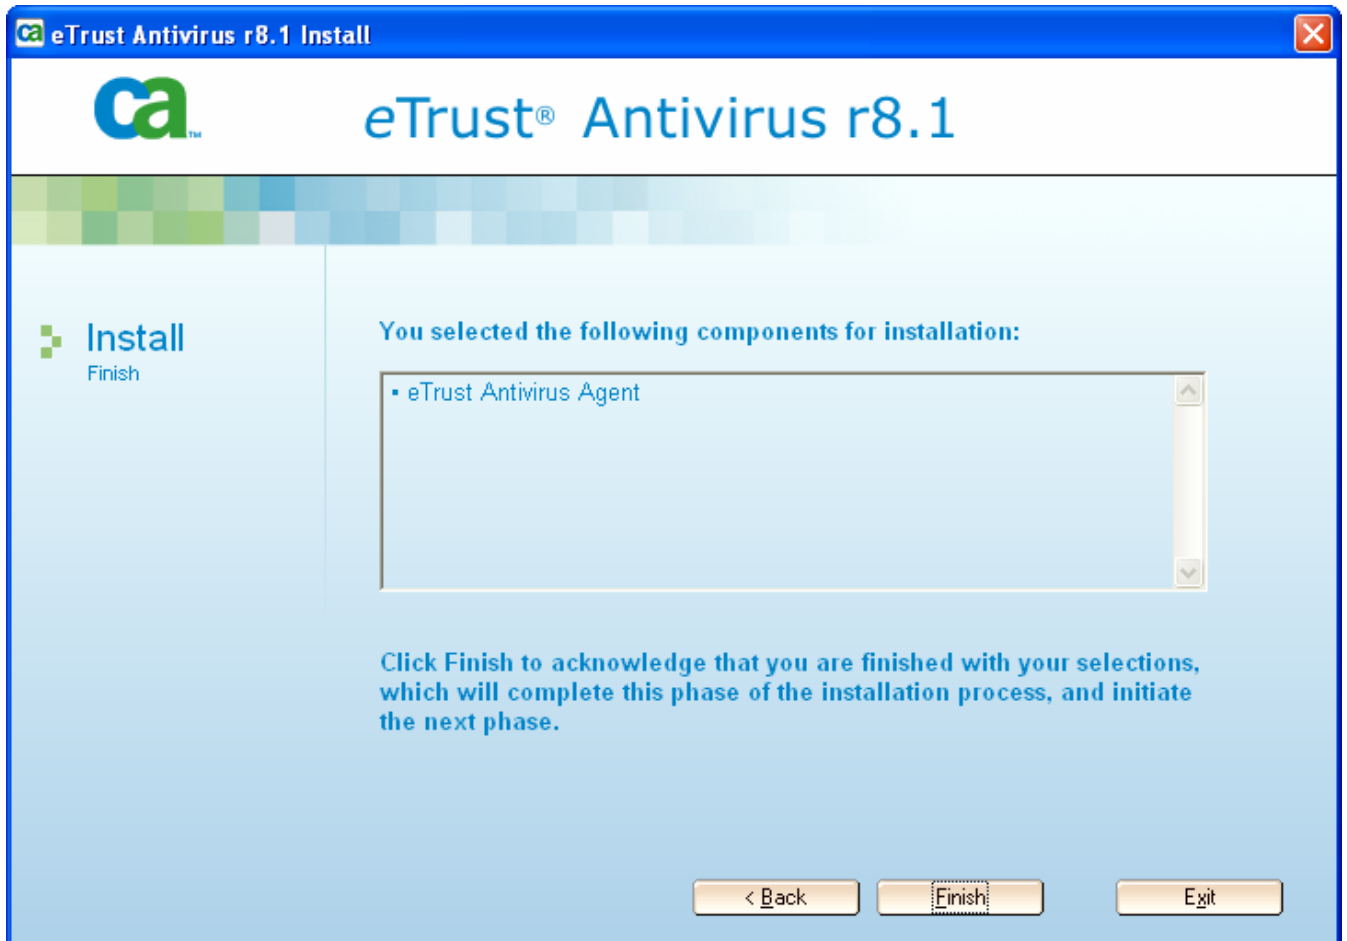 ca eTrust Antivirus r8.1 Install
ca™
eTrust® Antivirus r8.1
Install
Finish
You selected the following components for installation:
▪ eTrust Antivirus Agent
Click Finish to acknowledge that you are finished with your selections,
which will complete this phase of the installation process, and initiate
the next phase.
< Back
Finish
Exit